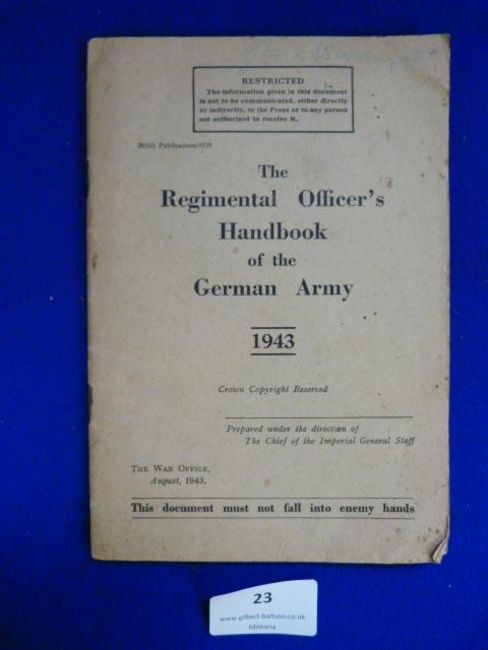 RESTRICTED
The information given in this document
is not to be communicated, either directly
or indirectly, to the Press or to any person
not authorized to receive it.
The
Regimental Officer's
Handbook
of the
German Army
1943
Crown Copyright Reserved
Prepared under the direction of
The Chief of the Imperial General Staff
THE WAR OFFICE,
August, 1943.
This document must not fall into enemy hands
23
www.gilbert-baitson.co.uk
Militaria